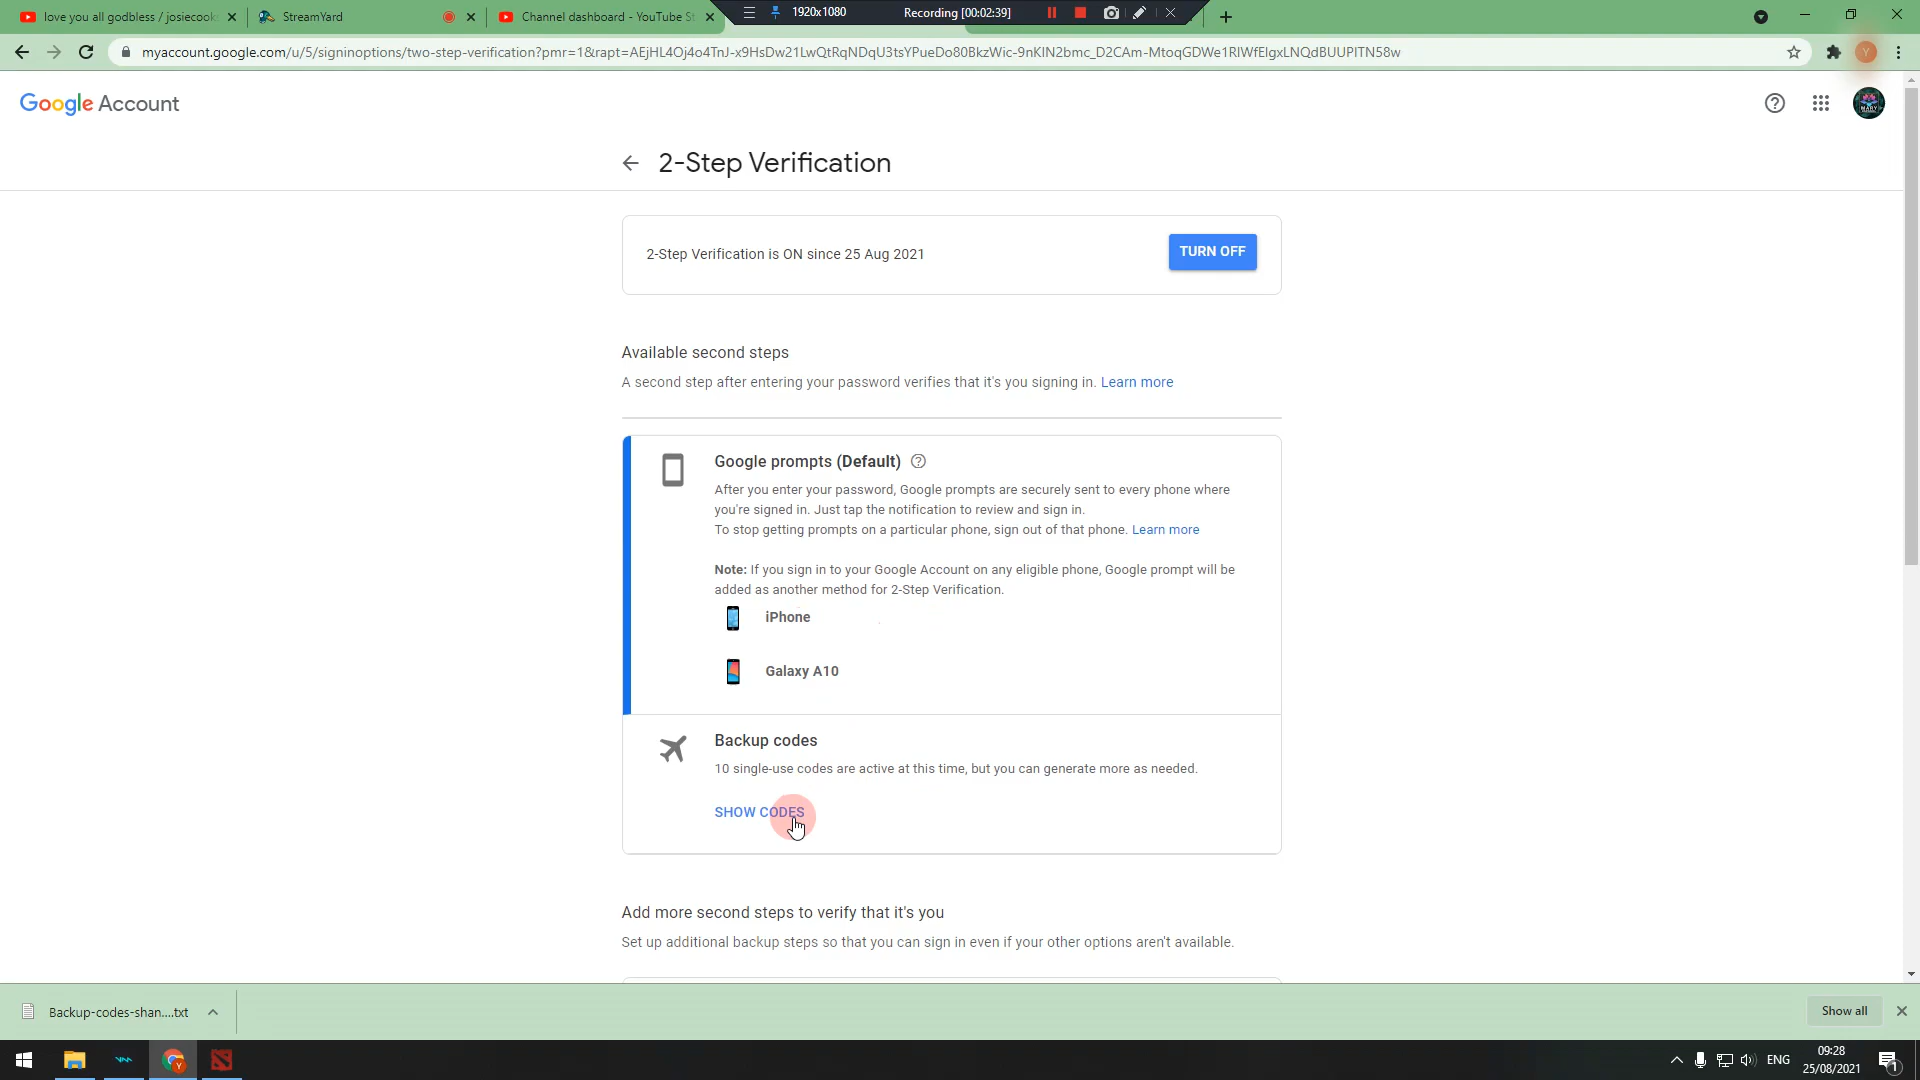 love you all godbless / josiecook
StreamYard
Channel dashboard - YouTube St
1920x1080
Recording [00:02:39]
myaccount.google.com/u/5/signinoptions/two-step-verification?pmr=1&rapt=AEjHL4Oj4o4TnJ-x9HsDw21LwQtRqNDqU3tsYPueDo80BkzWic-9nKIN2bmc_D2CAm-MtoqGDWe1RlWfElgxLNQdBUUPITN58w
Y
Google Account
2-Step Verification
2-Step Verification is ON since 25 Aug 2021
TURN OFF
Available second steps
A second step after entering your password verifies that it's you signing in. Learn more
Google prompts (Default)
After you enter your password, Google prompts are securely sent to every phone where
you're signed in. Just tap the notification to review and sign in.
To stop getting prompts on a particular phone, sign out of that phone. Learn more
Note: If you sign in to your Google Account on any eligible phone, Google prompt will be
added as another method for 2-Step Verification.
iPhone
Galaxy A10
Backup codes
10 single-use codes are active at this time, but you can generate more as needed.
SHOW CODES
Add more second steps to verify that it's you
Set up additional backup steps so that you can sign in even if your other options aren't available.
Backup-codes-shan....txt
Show all
ENG
09:28
25/08/2021
1